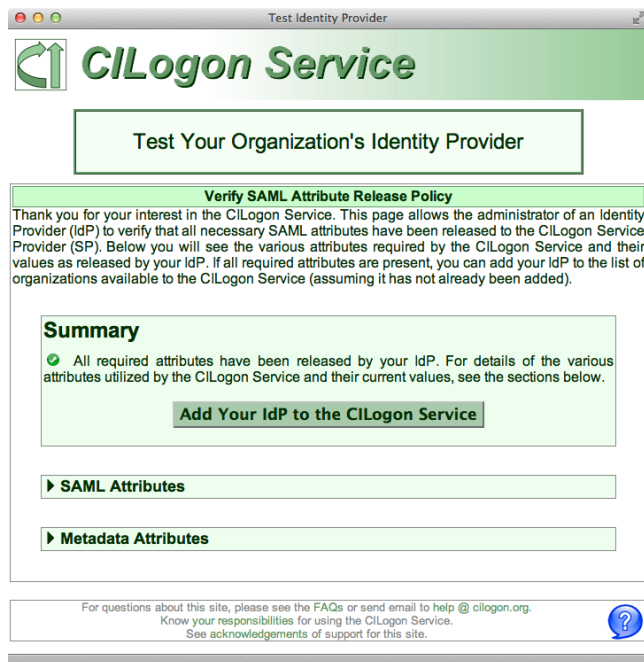 Test Identity Provider
CILogon Service
Test Your Organization's Identity Provider
Verify SAML Attribute Release Policy
Thank you for your interest in the CILogon Service. This page allows the administrator of an Identity
Provider (IdP) to verify that all necessary SAML attributes have been released to the CILogon Service
Provider (SP). Below you will see the various attributes required by the CILogon Service and their
values as released by your IdP. If all required attributes are present, you can add your IdP to the list of
organizations available to the CILogon Service (assuming it has not already been added).
Summary
All required attributes have been released by your IdP. For details of the various
attributes utilized by the CILogon Service and their current values, see the sections below.
Add Your IdP to the CILogon Service
SAML Attributes
Metadata Attributes
For questions about this site, please see the FAQs or send email to help @ cilogon.org.
Know your responsibilities for using the CILogon Service.
See acknowledgements of support for this site.